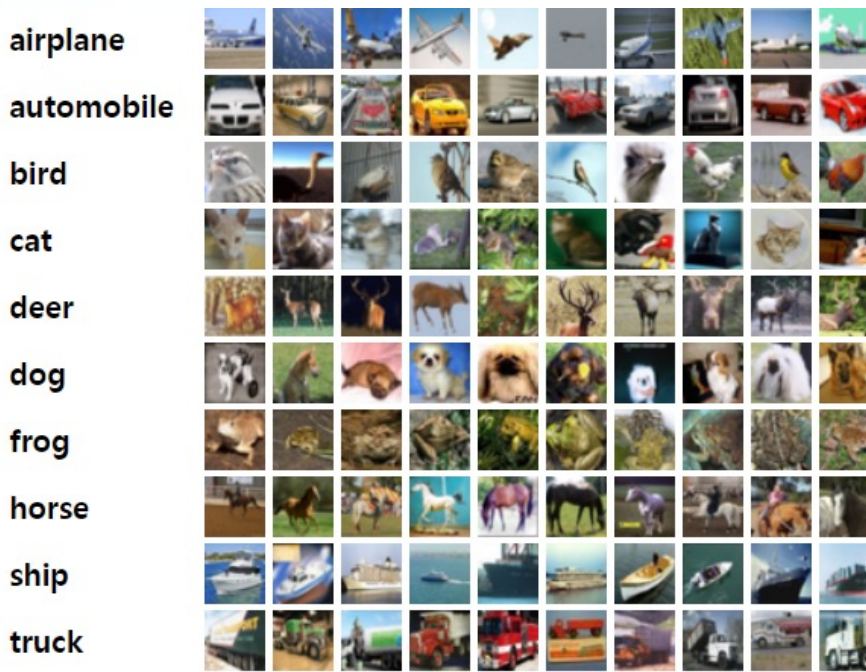 airplane
automobile
bird
cat
deer
dog
frog
horse
ship
truck